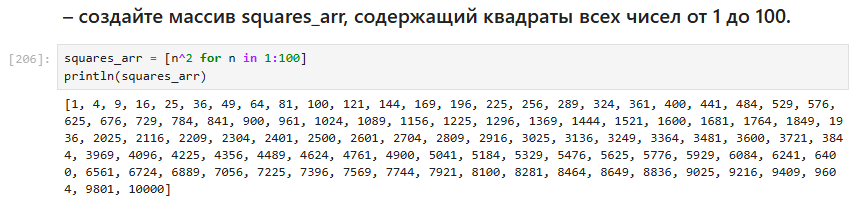 – создайте массив squares_arr, содержащий квадраты всех чисел от 1 до 100.
[206]: squares_arr = [n^2 for n in 1:100]
println(squares_arr)
[1, 4, 9, 16, 25, 36, 49, 64, 81, 100, 121, 144, 169, 196, 225, 256, 289, 324, 361, 400, 441, 484, 529, 576,
625, 676, 729, 784, 841, 900, 961, 1024, 1089, 1156, 1225, 1296, 1369, 1444, 1521, 1600, 1681, 1764, 1849, 19
36, 2025, 2116, 2209, 2304, 2401, 2500, 2601, 2704, 2809, 2916, 3025, 3136, 3249, 3364, 3481, 3600, 3721, 384
4, 3969, 4096, 4225, 4356, 4489, 4624, 4761, 4900, 5041, 5184, 5329, 5476, 5625, 5776, 5929, 6084, 6241, 640
0, 6561, 6724, 6889, 7056, 7225, 7396, 7569, 7744, 7921, 8100, 8281, 8464, 8649, 8836, 9025, 9216, 9409, 960
4, 9801, 10000]